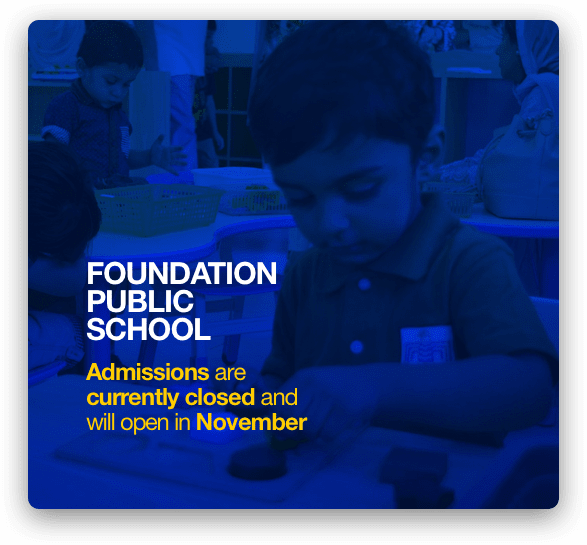 FOUNDATION
PUBLIC
SCHOOL
Admissions are
currently closed and
will open in November